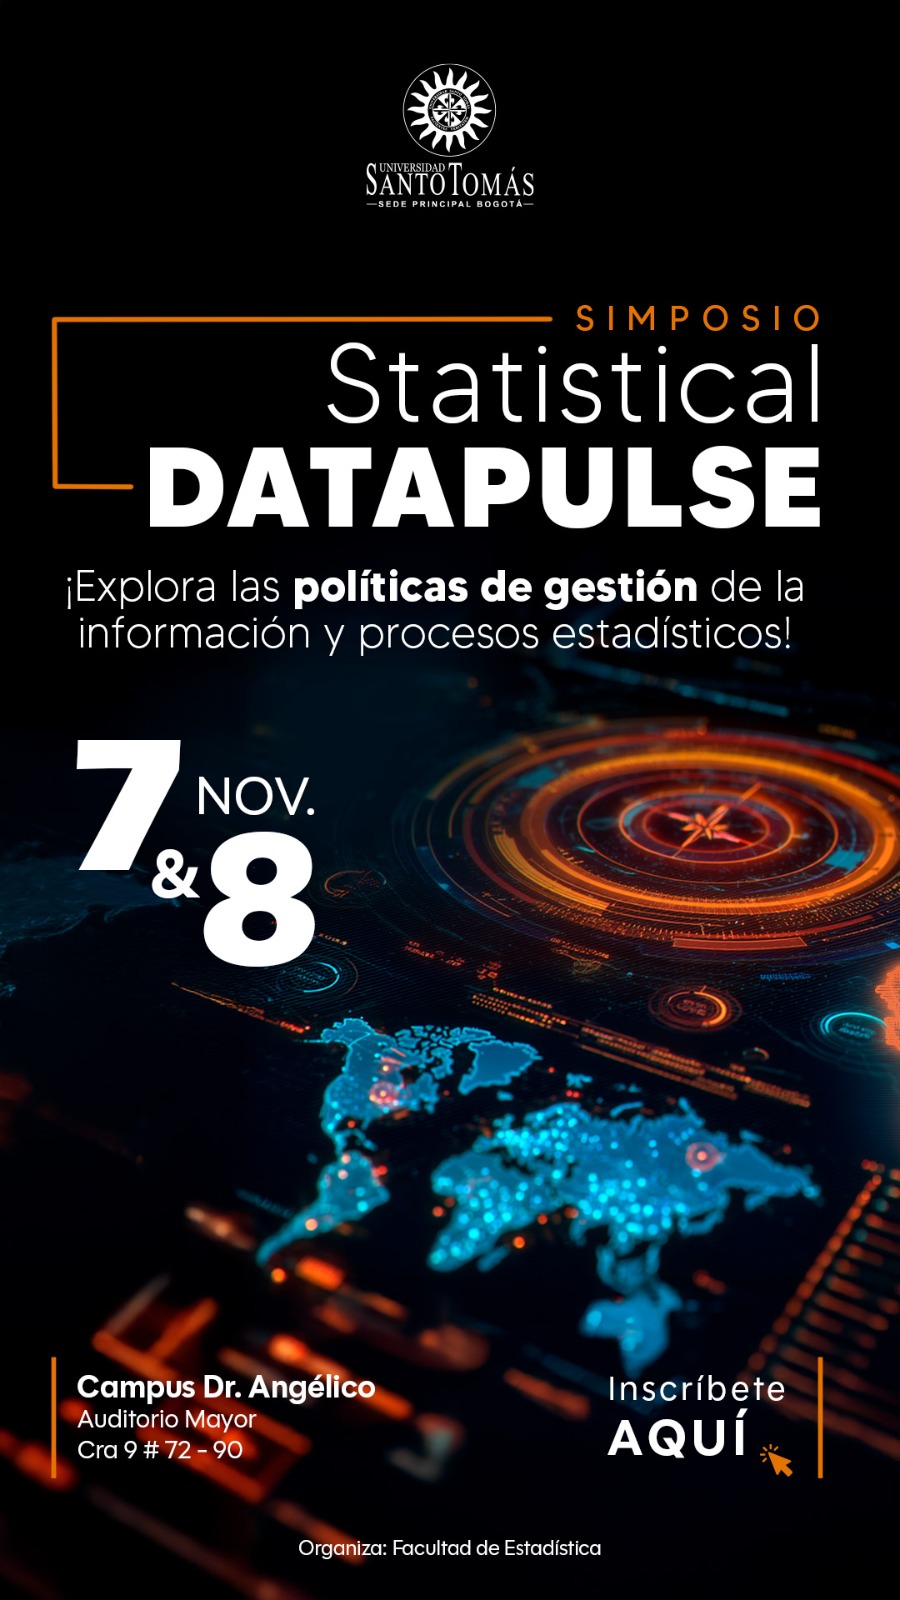 UNIVERSIDAD
SANTO TOMÁS
SEDE PRINCIPAL BOGOTÁ
SIMPOSIO
Statistical
DATAPULSE
¡Explora las políticas de gestión de la
información y procesos estadísticos!
7 NOV.
&8
Campus Dr. Angélico
Auditorio Mayor
Cra 9 # 72 - 90
Inscríbete
AQUÍ
Organiza: Facultad de Estadística